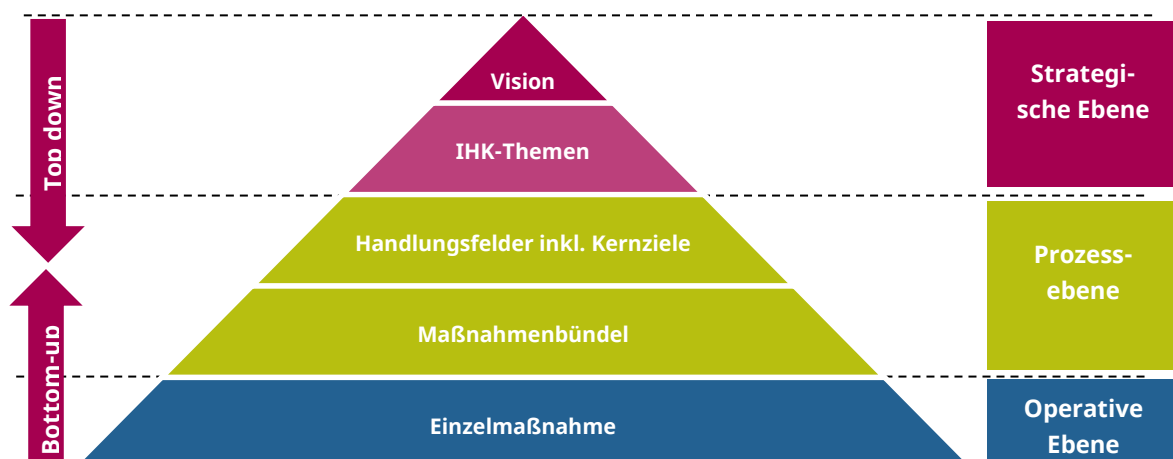 Top down
Vision
Strategi-
sche Ebene
IHK-Themen
Handlungsfelder inkl. Kernziele
Prozess-
ebene
Maßnahmenbündel
Bottom-up
Einzelmaßnahme
Operative
Ebene